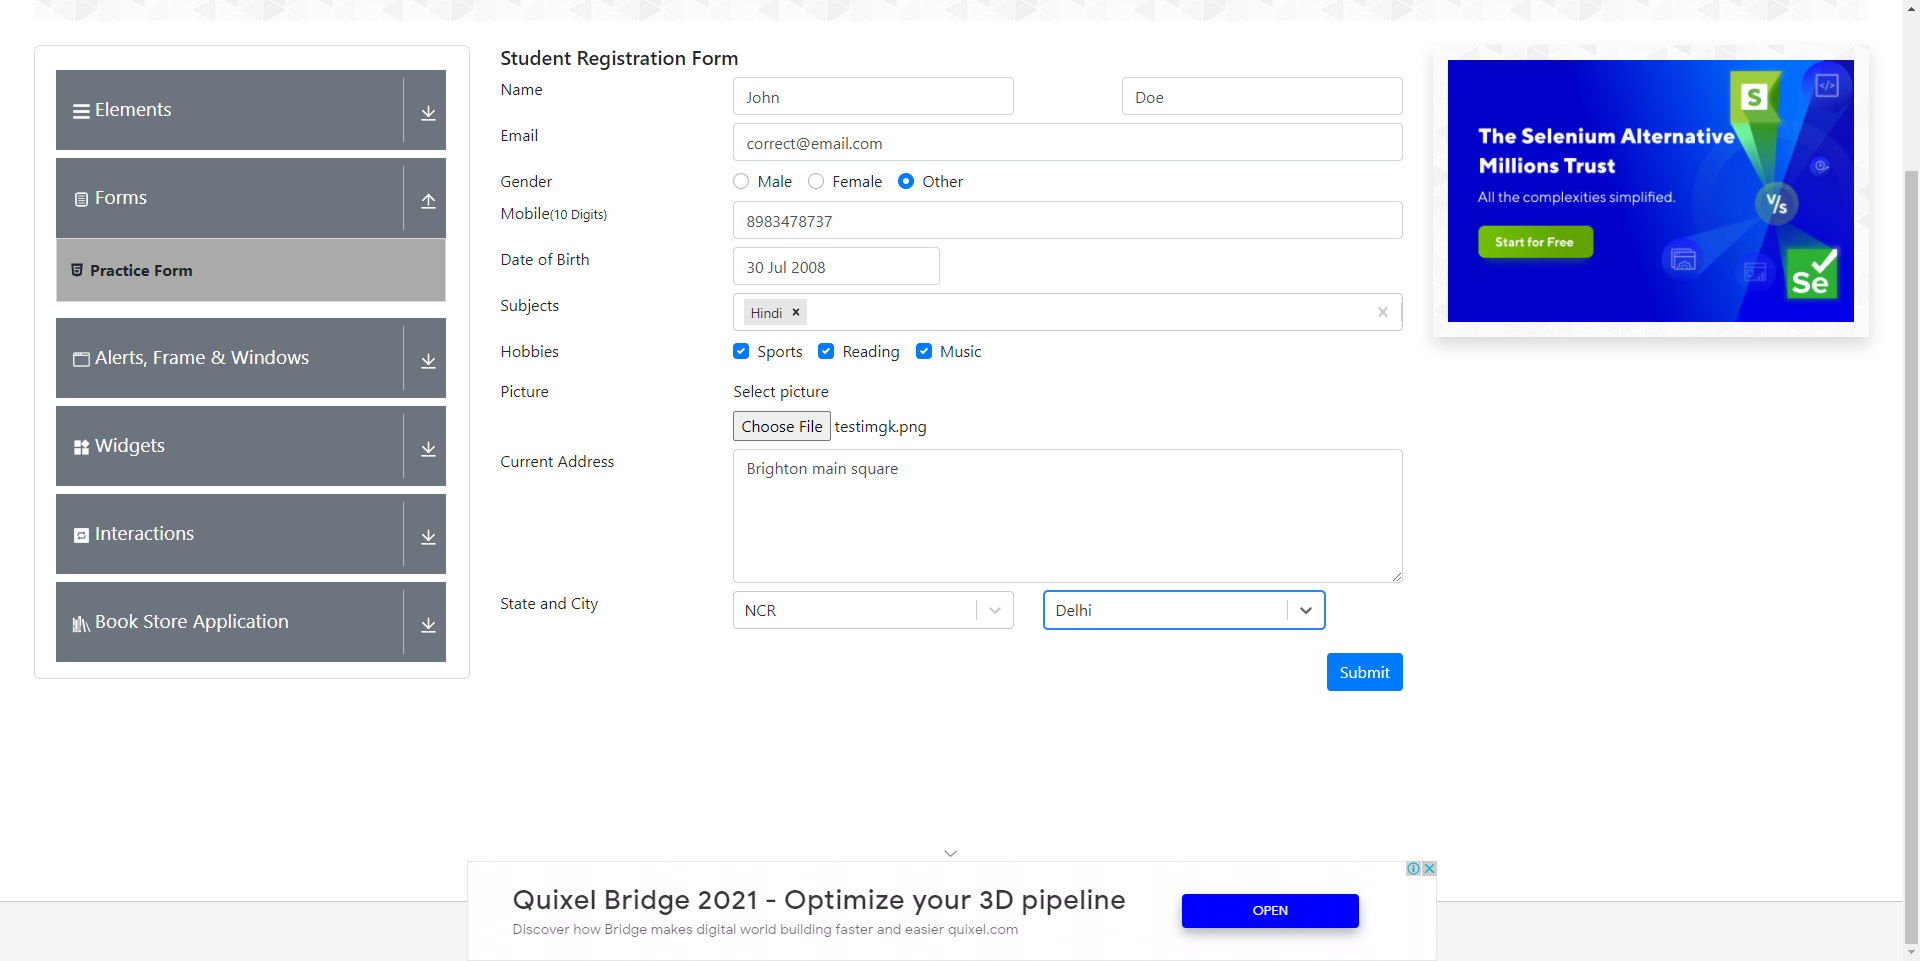 Elements
Forms
Practice Form
Alerts, Frame & Windows
Widgets
Interactions
Book Store Application
Student Registration Form
Name
John
Doe
Email
correct@email.com
Gender
Male
Female
Other
Mobile(10 Digits)
8983478737
Date of Birth
30 Jul 2008
Subjects
Hindi
Hobbies
Sports
Reading
Music
Picture
Select picture
Choose File
testimgk.png
Current Address
Brighton main square
State and City
NCR
Delhi
Submit
The Selenium Alternative
Millions Trust
All the complexities simplified.
Start for Free
S
V/s
Se
Quixel Bridge 2021 - Optimize your 3D pipeline
Discover how Bridge makes digital world building faster and easier quixel.com
OPEN